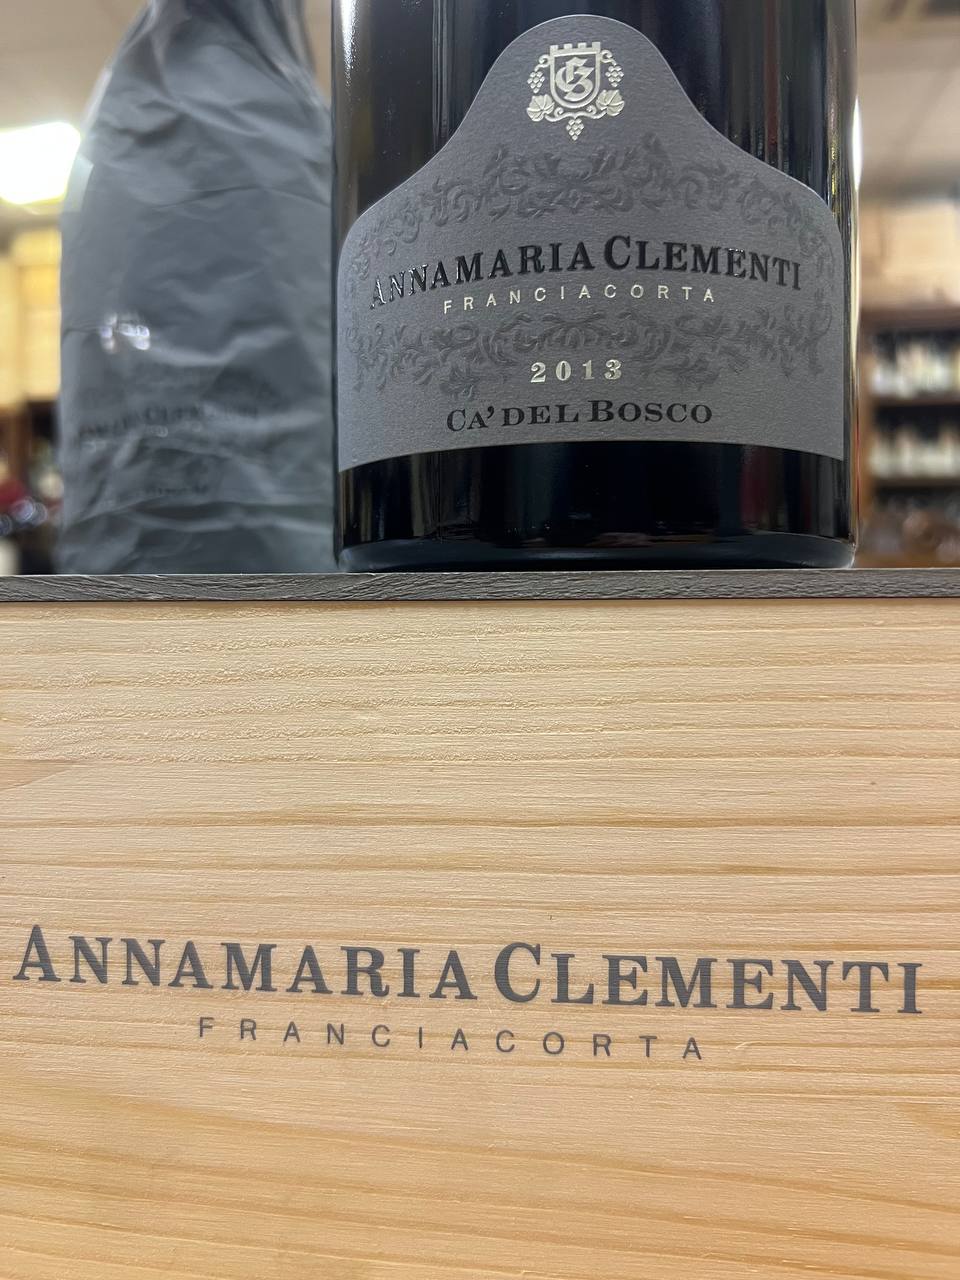 ANNAMARIA CLEMENTI
FRANCIACORTA
2013
CA' DEL BOSCO
ANNAMARIA CLEMENTI
FRANCIACORTA